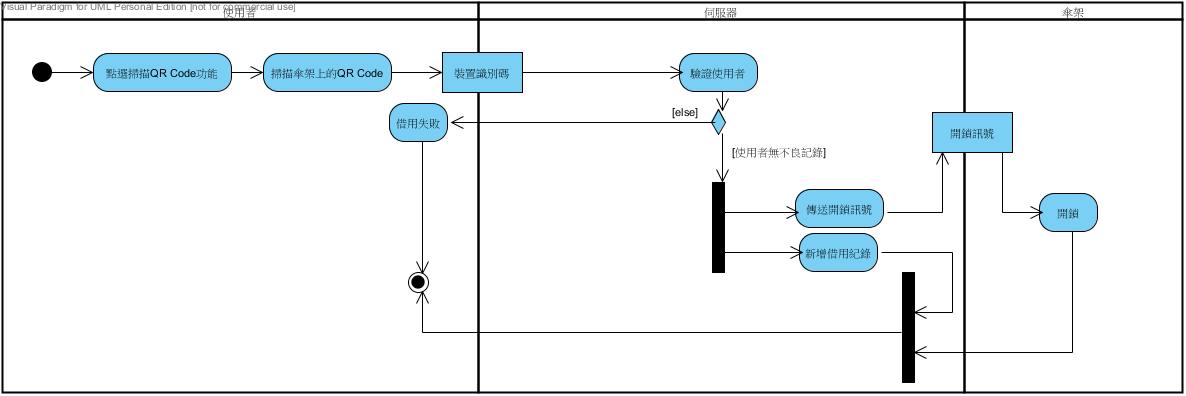 Visual Paradigm for UML Personal Edition [not for commercial use]
使用者
伺服器
傘架
點選掃描QR Code功能
掃描傘架上的QR Code
裝置識別碼
驗證使用者
借用失敗
[else]
開鎖訊號
[使用者無不良記錄]
傳送開鎖訊號
開鎖
新增借用紀錄